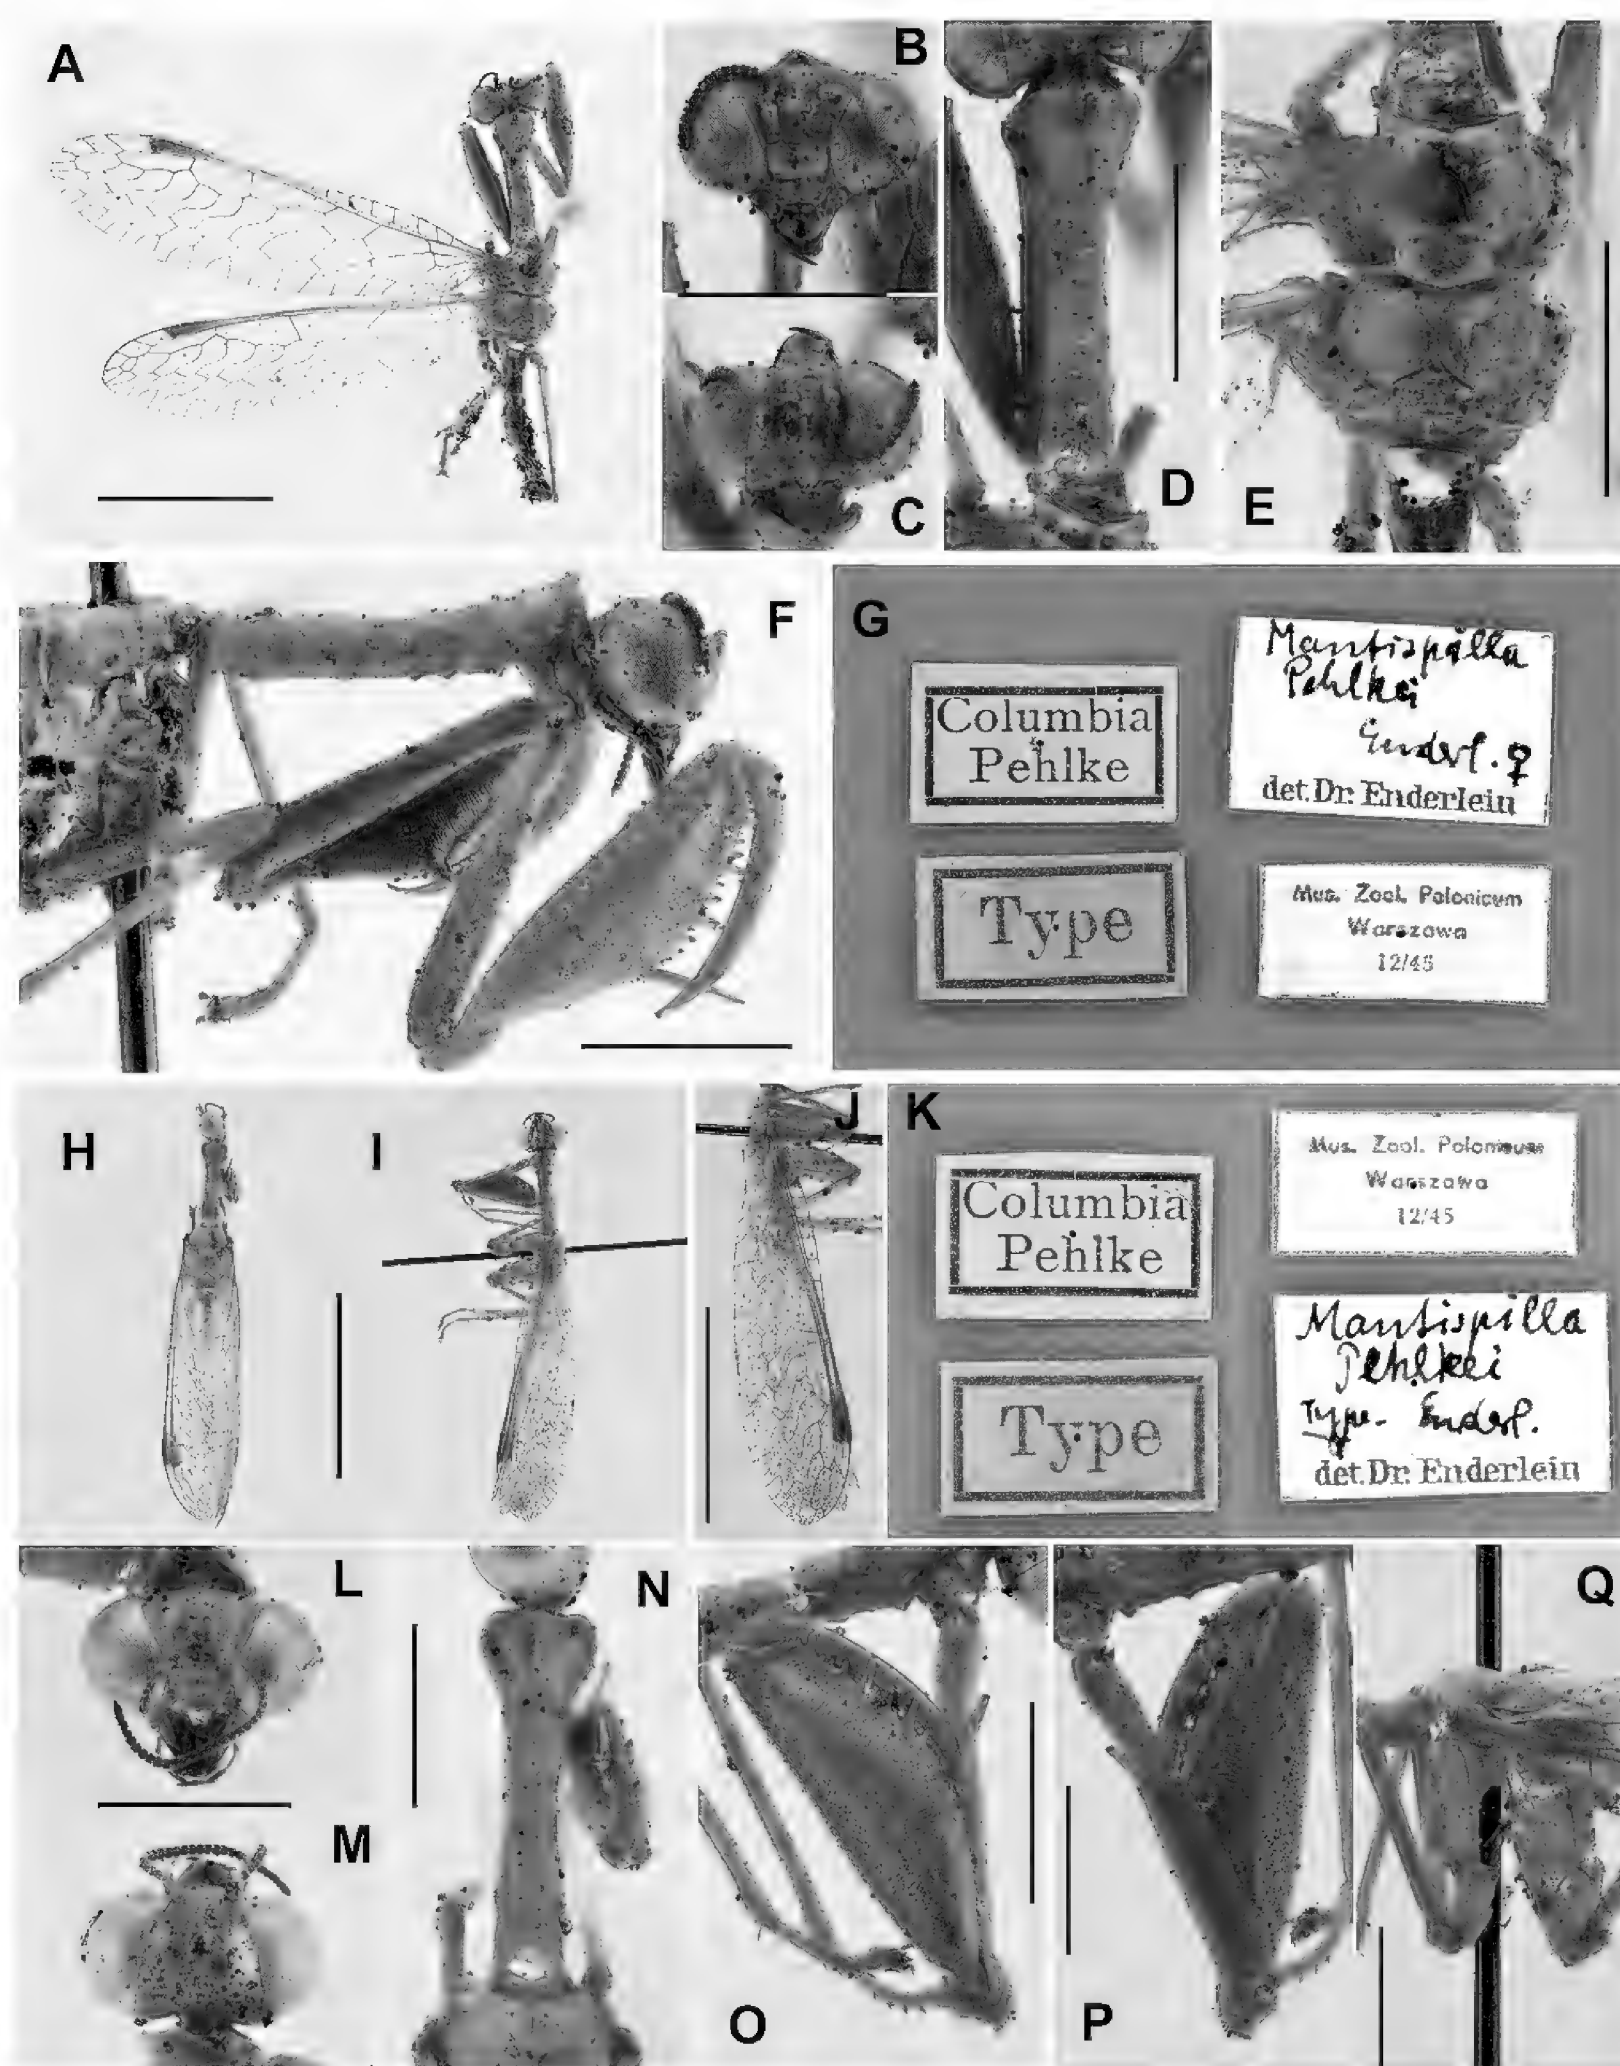 A
B
C
D
E
F
G
Columbia
Pehlke
Mantispilla
Pehlkei
Enderl. ♀
det. Dr. Enderlein
Type
Mus. Zool. Polonicum
Warszawa
12/45
H
I
J
K
Columbia
Pehlke
Mus. Zool. Polonicum
Warszawa
12/45
Type
Mantispilla
Pehlkei
Type. Enderl.
det. Dr. Enderlein
L
M
N
O
P
Q